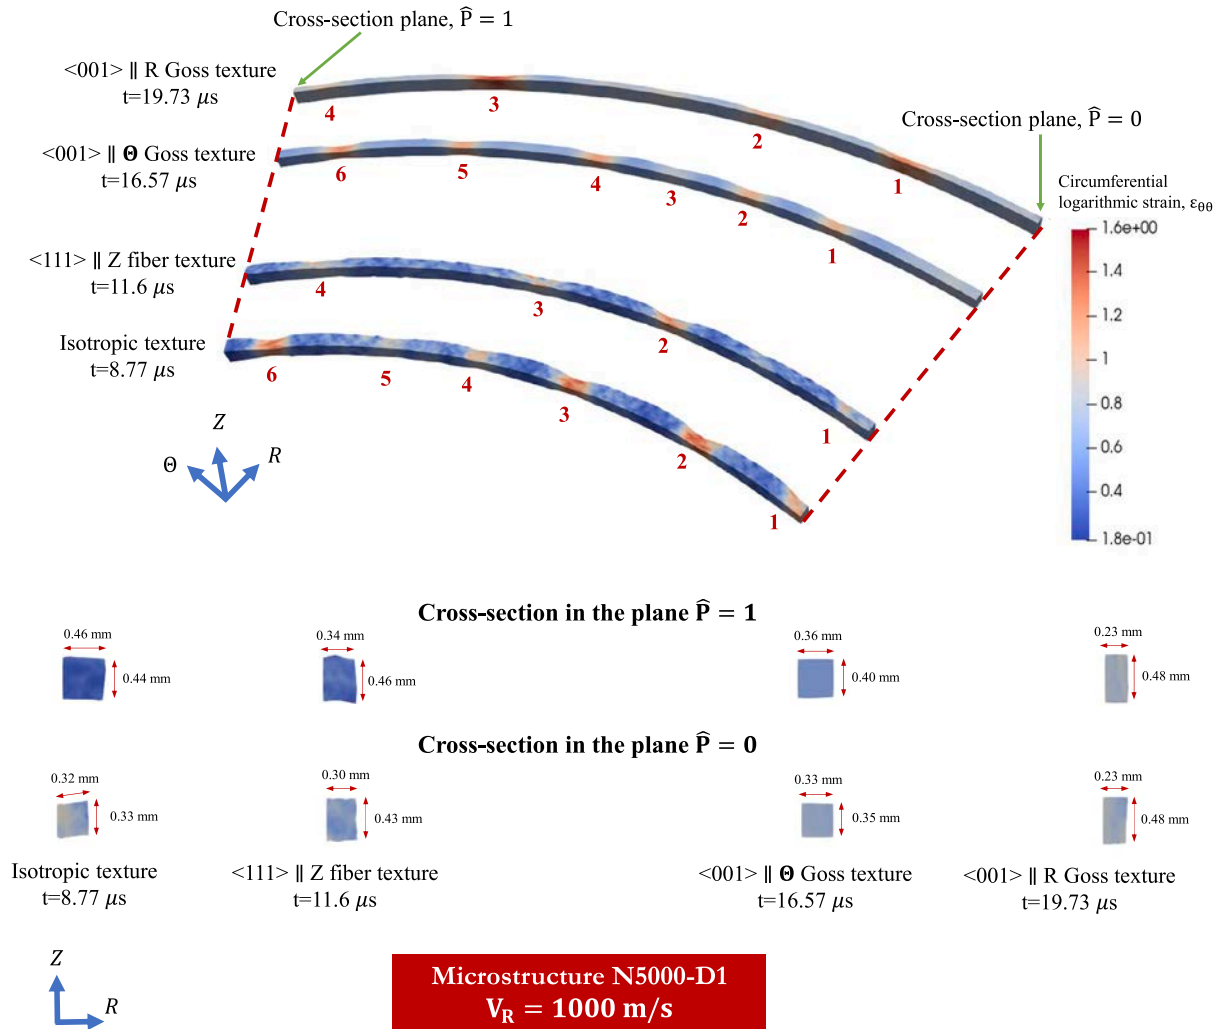 Cross-section plane, P̂ = 1
<001> ∥ R Goss texture
t=19.73 μs
4
3
2
1
Cross-section plane, P̂ = 0
<001> ∥ Θ Goss texture
t=16.57 μs
6
5
4
3
2
1
Circumferential
logarithmic strain, εθθ
1.6e+00
1.4
1.2
1
0.8
0.6
0.4
1.8e-01
<111> ∥ Z fiber texture
t=11.6 μs
4
3
2
1
Isotropic texture
t=8.77 μs
6
5
4
3
2
1
Z
Θ
R
Cross-section in the plane P̂ = 1
0.46 mm
0.44 mm
0.34 mm
0.46 mm
0.36 mm
0.40 mm
0.23 mm
0.48 mm
Cross-section in the plane P̂ = 0
0.32 mm
0.33 mm
0.30 mm
0.43 mm
0.33 mm
0.35 mm
0.23 mm
0.48 mm
Isotropic texture
t=8.77 μs
<111> ∥ Z fiber texture
t=11.6 μs
<001> ∥ Θ Goss texture
t=16.57 μs
<001> ∥ R Goss texture
t=19.73 μs
Z
R
Microstructure N5000-D1
V_R = 1000 m/s